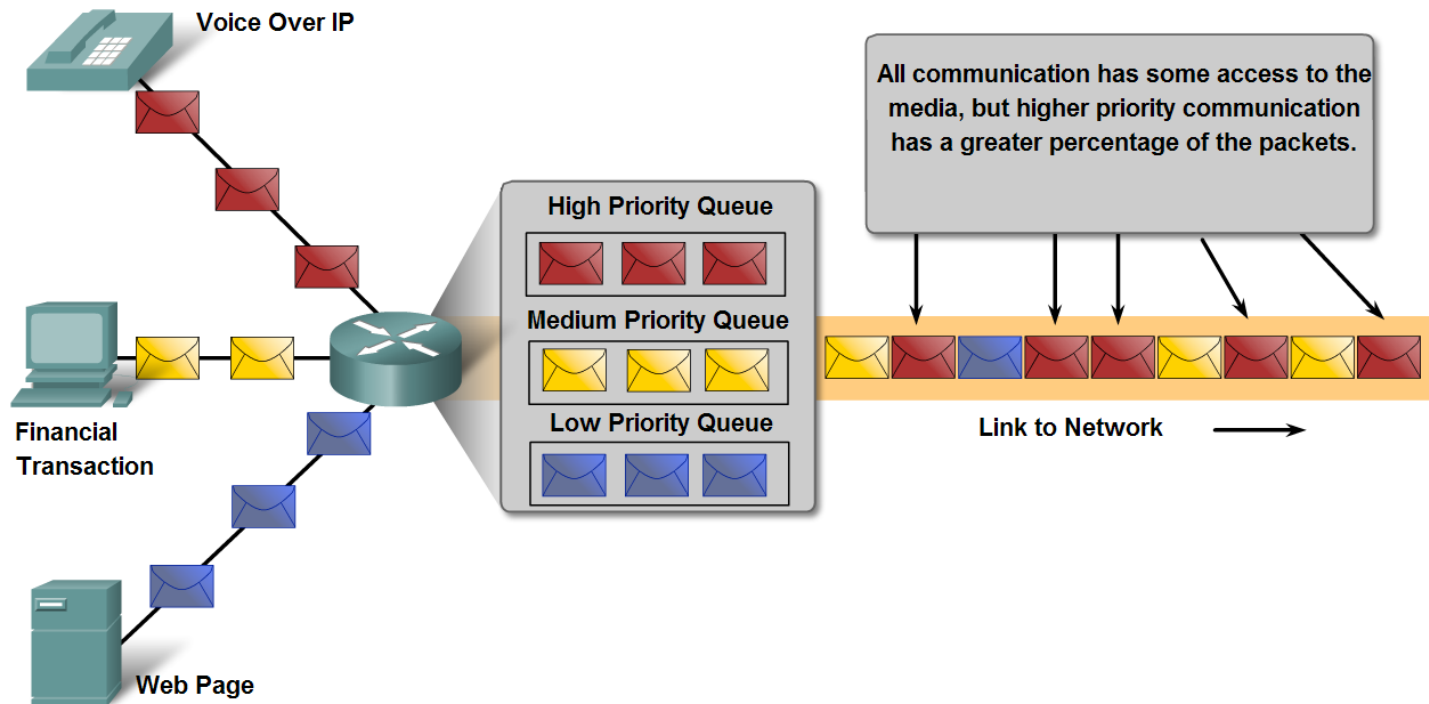 Voice Over IP
All communication has some access to the
media, but higher priority communication
has a greater percentage of the packets.
High Priority Queue
Medium Priority Queue
Low Priority Queue
Link to Network
Financial
Transaction
Web Page